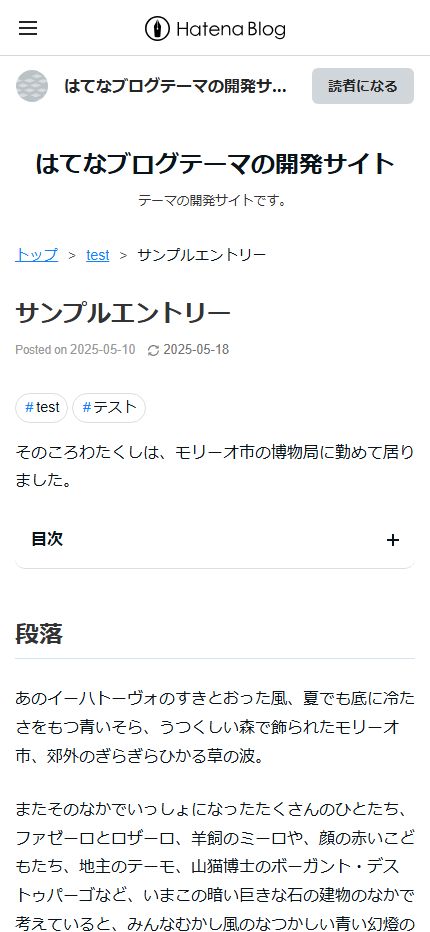 Hatena Blog
はてなブログテーマの開発サ...
読者になる
はてなブログテーマの開発サイト
テーマの開発サイトです。
トップ > test > サンプルエントリー
サンプルエントリー
Posted on 2025-05-10 2025-05-18
#test #テスト
そのころわたくしは、モリーオ市の博物局に勤めて居り
ました。
目次 +
段落
あのイーハトーヴォのすきとおった風、夏でも底に冷た
さをもつ青いそら、うつくしい森で飾られたモリーオ
市、郊外のぎらぎらひかる草の波。
またそのなかでいっしょになったたくさんのひとたち、
ファゼーロとロザーロ、羊飼のミーロや、顔の赤いこど
もたち、地主のテーモ、山猫博士のボーガント・デス
トゥパーゴなど、いまこの暗い巨きな石の建物のなかで
考えていると、みんなむかし風のなつかしい青い幻燈の